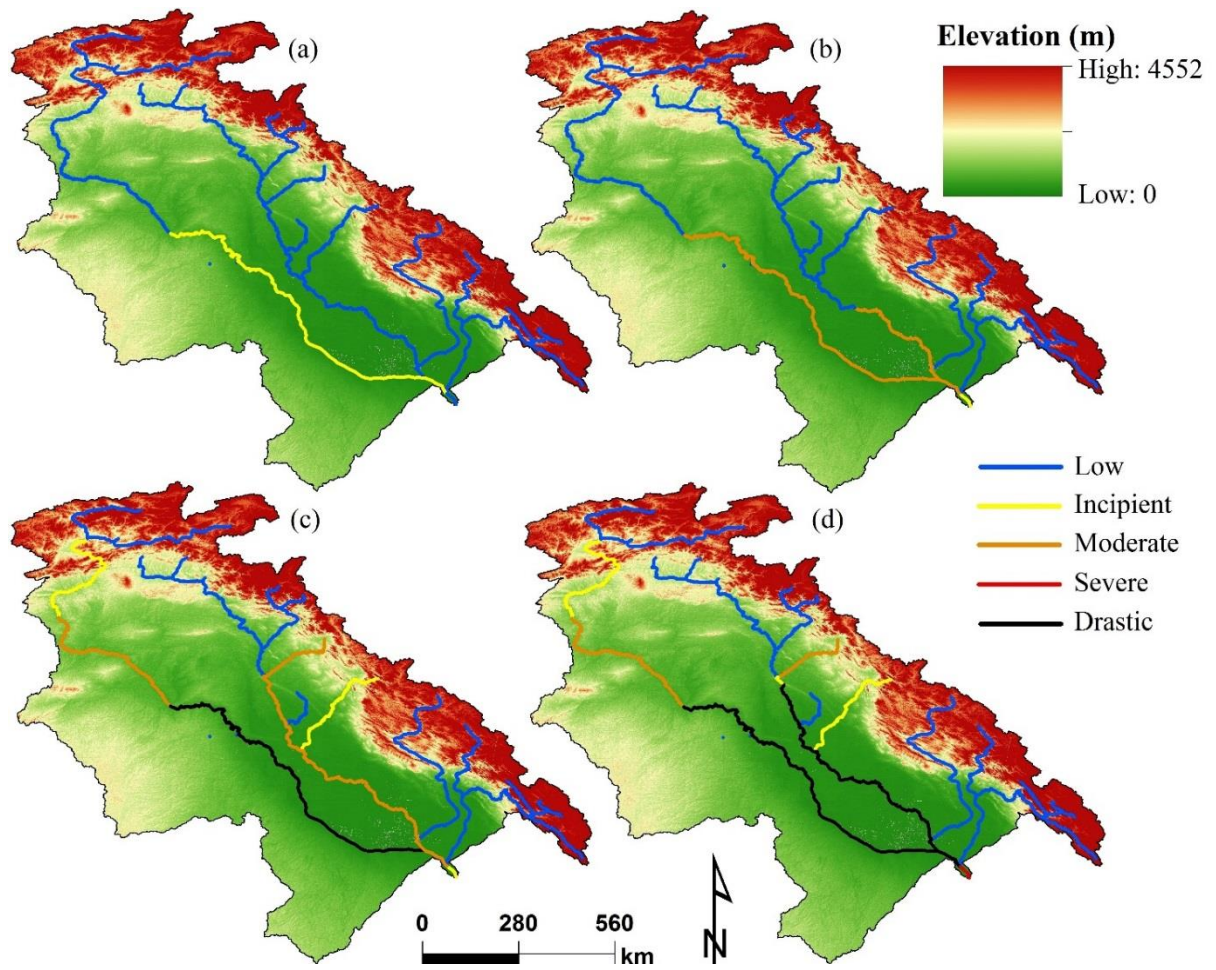 (a)
(b)
Elevation (m)
High: 4552
Low: 0
Low
Incipient
Moderate
Severe
Drastic
(c)
(d)
0 280 560
km
N